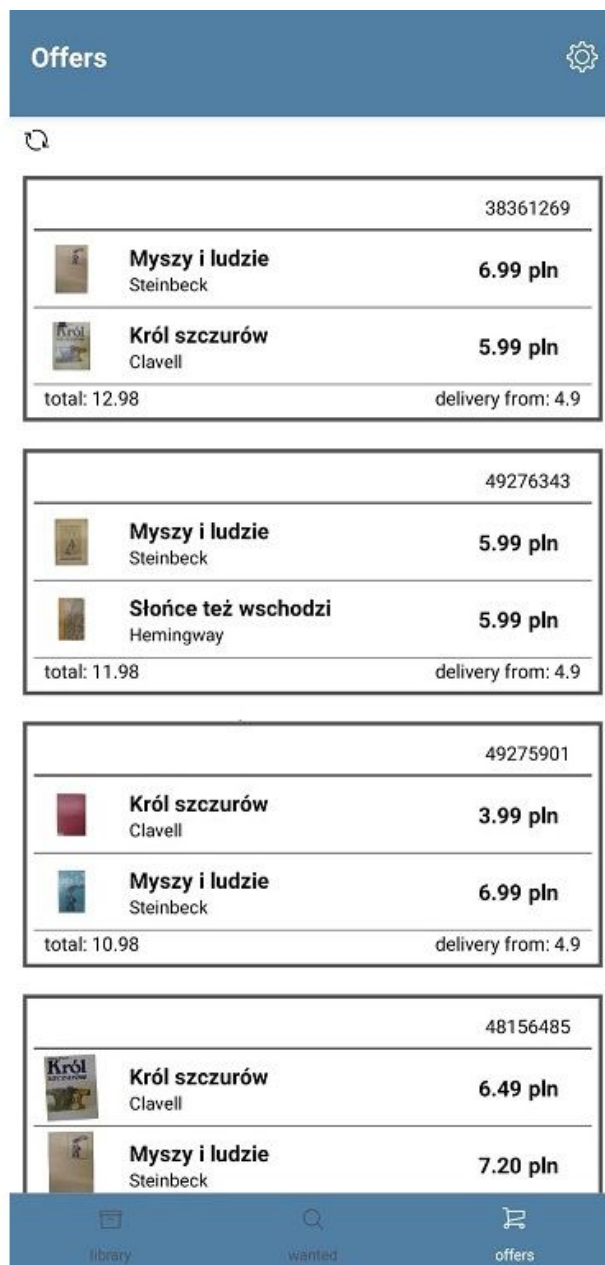 Offers
38361269
Myszy i ludzie
Steinbeck
6.99 pln
Król szczurów
Clavell
5.99 pln
total: 12.98 delivery from: 4.9
49276343
Myszy i ludzie
Steinbeck
5.99 pln
Słońce też wschodzi
Hemingway
5.99 pln
total: 11.98 delivery from: 4.9
49275901
Król szczurów
Clavell
3.99 pln
Myszy i ludzie
Steinbeck
6.99 pln
total: 10.98 delivery from: 4.9
48156485
Król
Król szczurów
Clavell
6.49 pln
Myszy i ludzie
Steinbeck
7.20 pln
library wanted offers